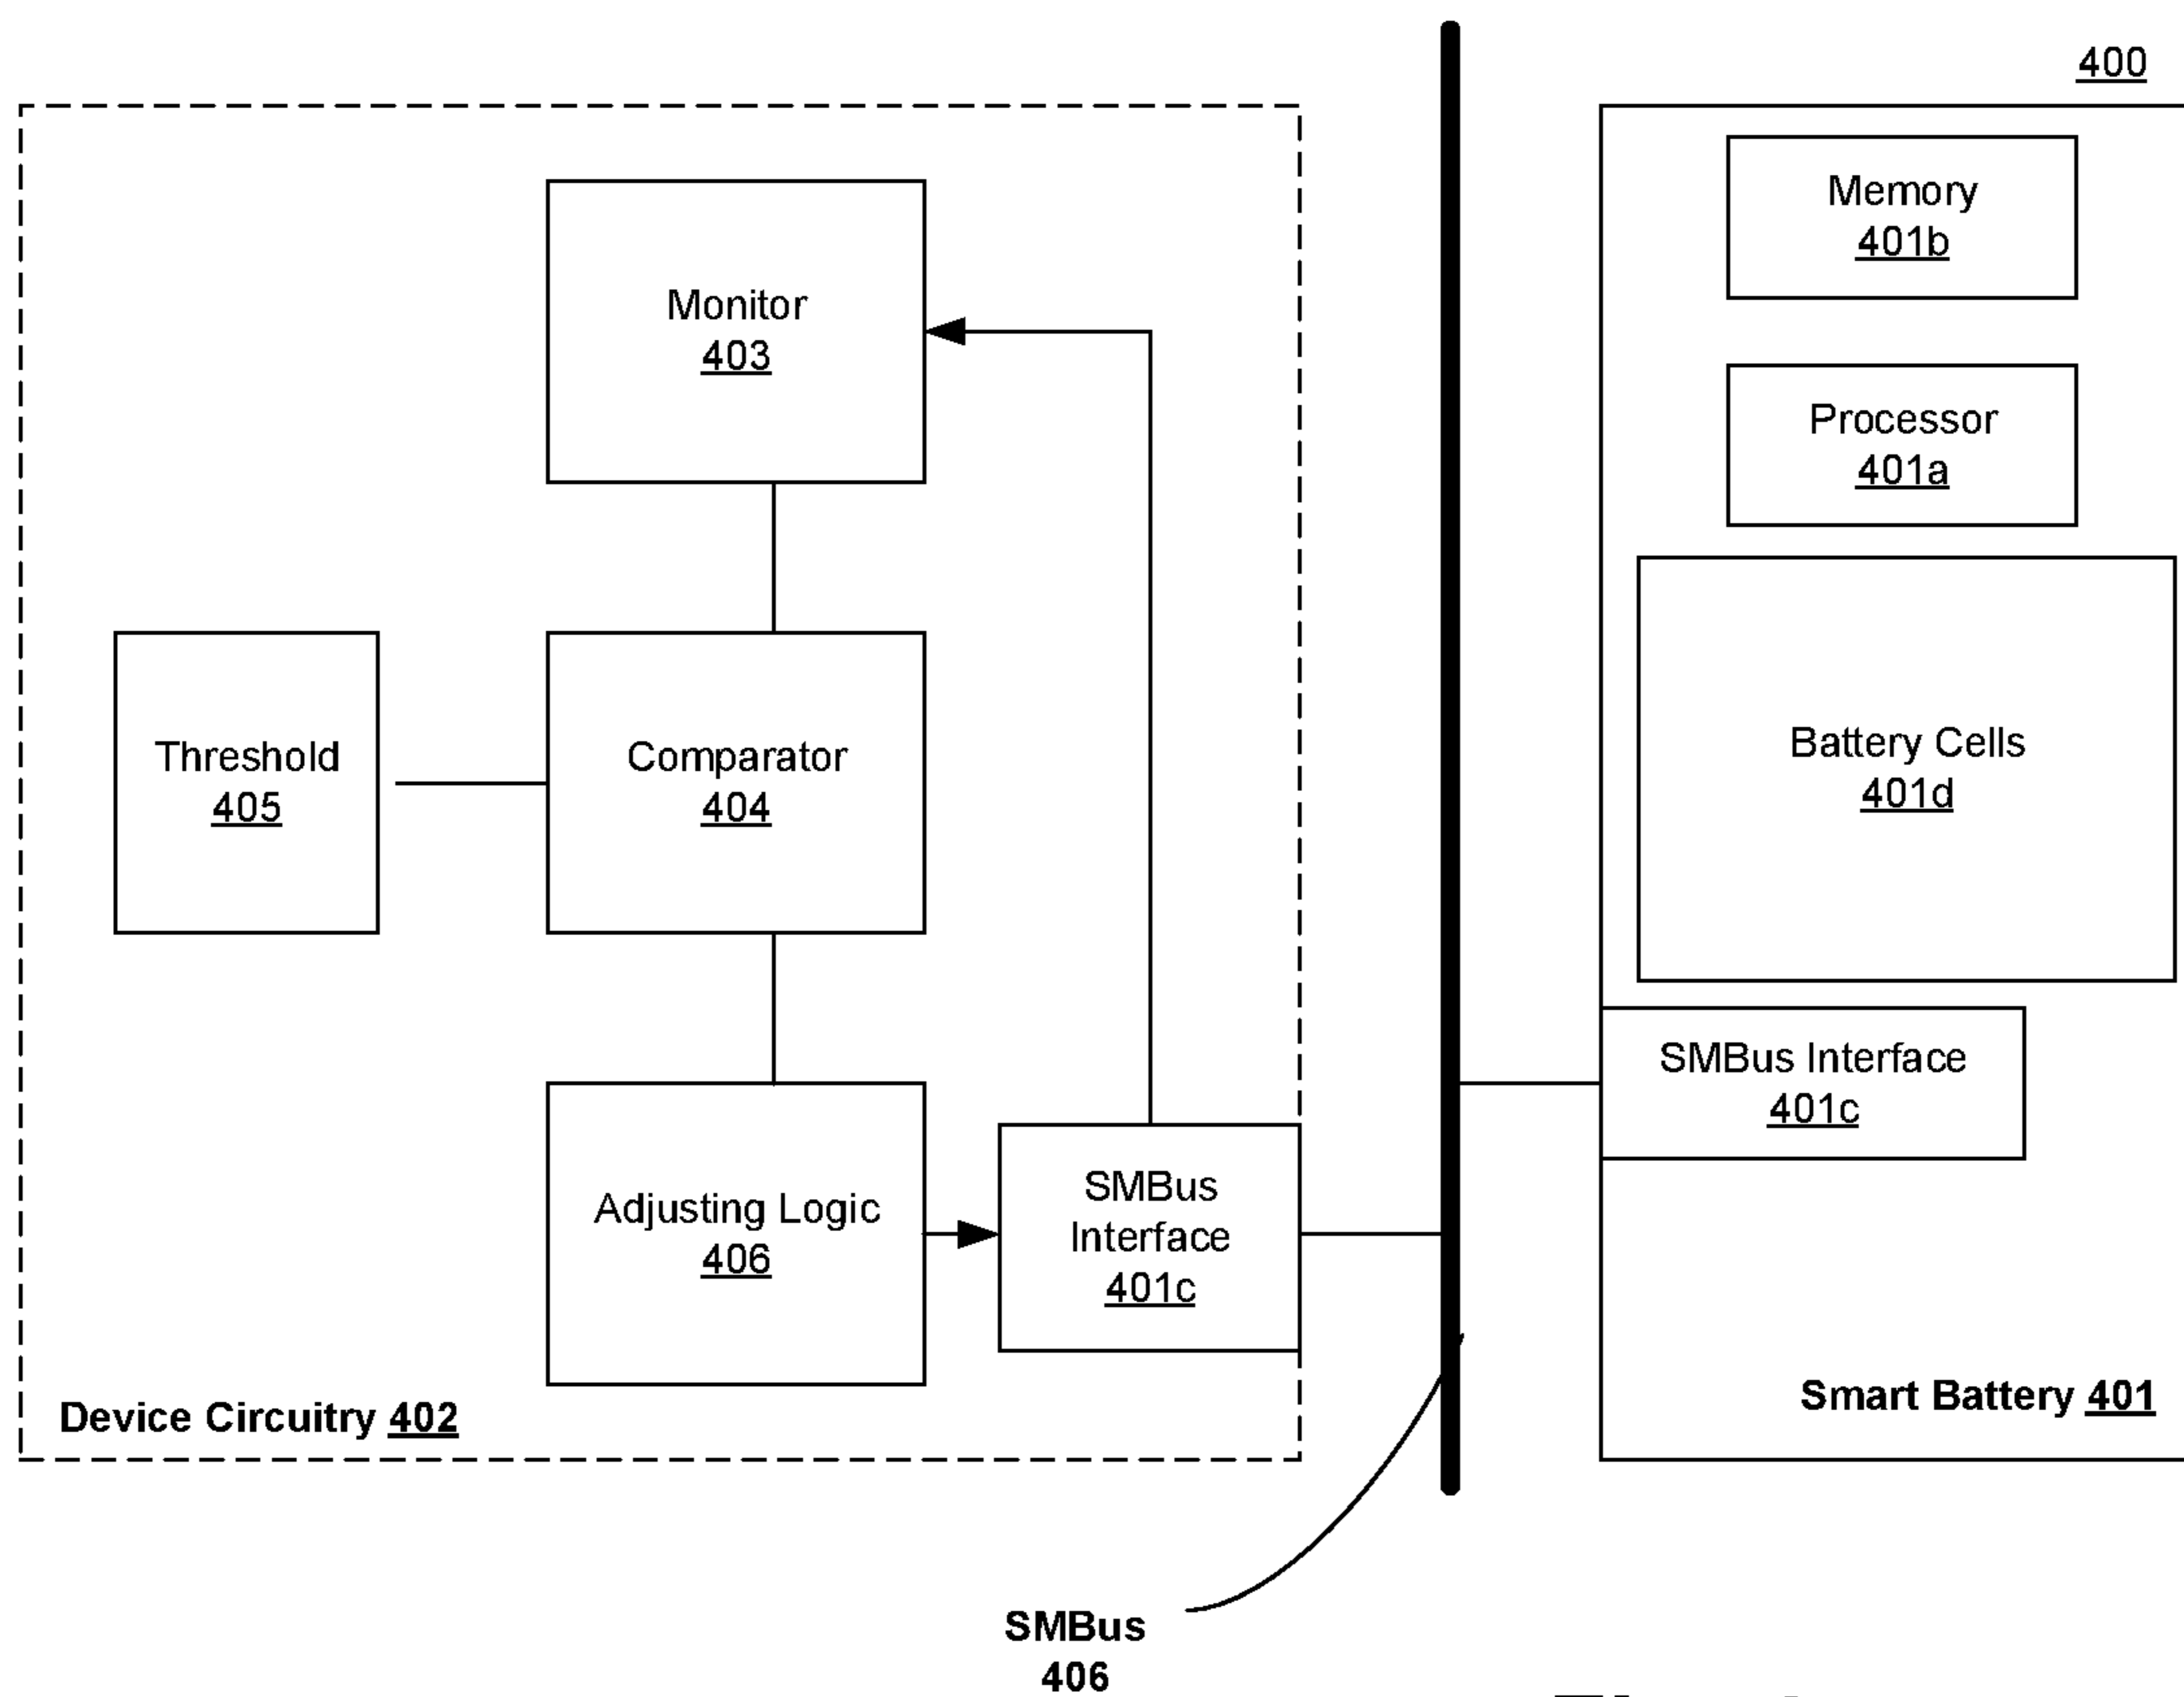 400
Memory
401b
Monitor
403
Processor
401a
Threshold
405
Comparator
404
Battery Cells
401d
SMBus Interface
401c
Adjusting Logic
406
SMBus
Interface
401c
Device Circuitry 402
Smart Battery 401
SMBus
406